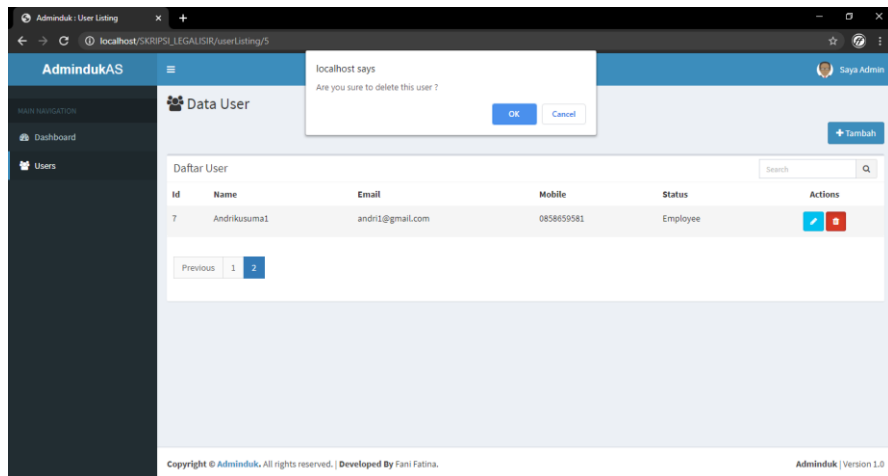 Adminduk : User Listing
localhost/SKRIPSI_LEGALISIR/userListing/5
AdmindukAS
Saya Admin
localhost says
Are you sure to delete this user ?
OK Cancel
MAIN NAVIGATION
Dashboard
Users
Data User
+Tambah
Daftar User
Search
Id Name Email Mobile Status Actions
7 Andrikusuma1 andri1@gmail.com 0858659581 Employee
Previous 1 2
Copyright © Adminduk. All rights reserved. | Developed By Fani Fatina.
Adminduk | Version 1.0